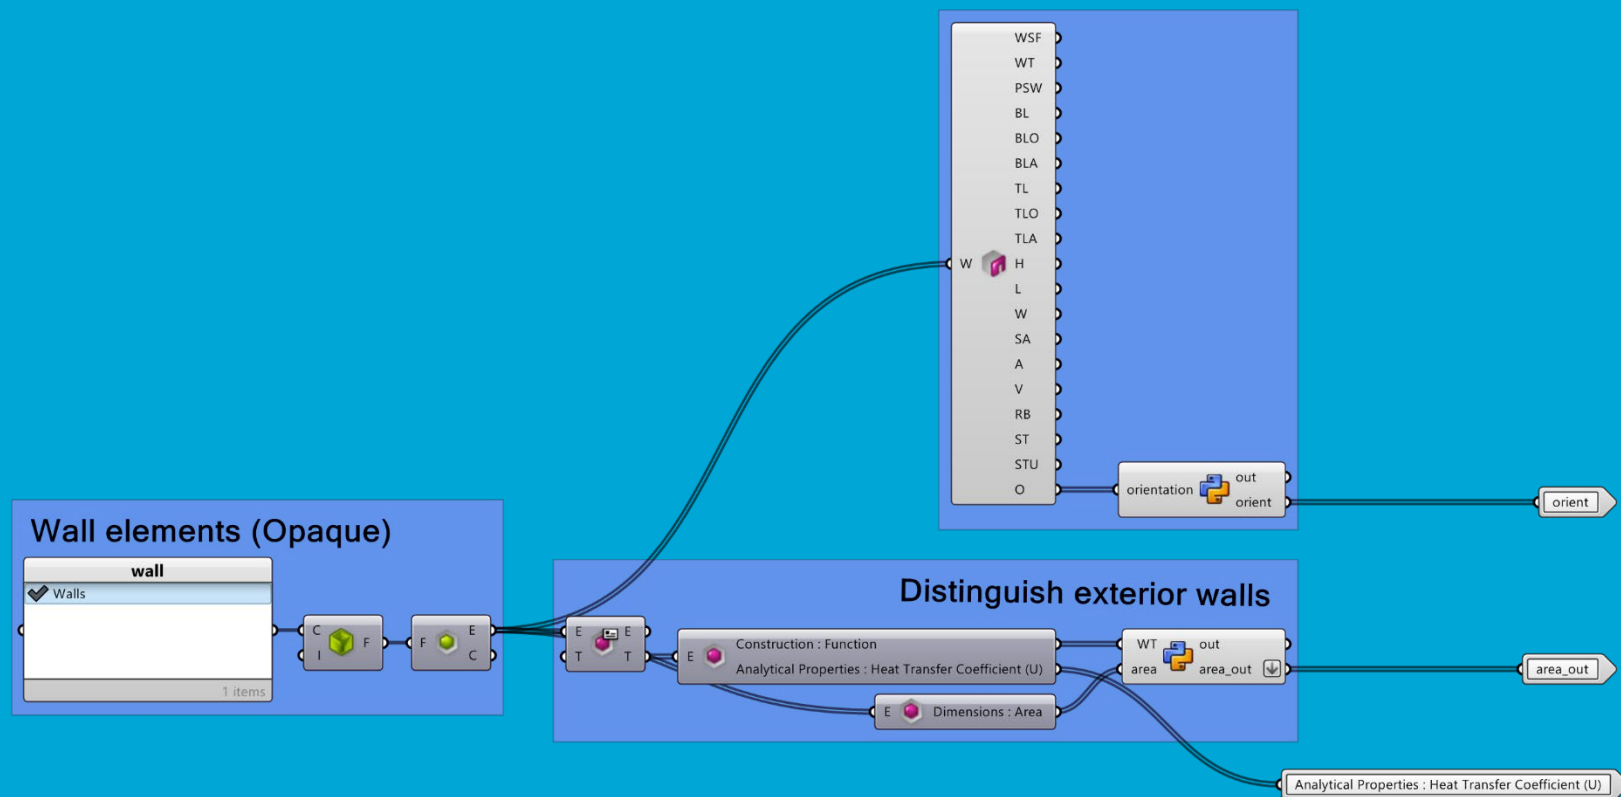 WSF
WT
PSW
BL
BLO
BLA
TL
TLO
TLA
W H
L
W
SA
A
V
RB
ST
STU
O
orientation out
orient
orient
Wall elements (Opaque)
wall
Walls
1 items
C F
I
F E
C
Distinguish exterior walls
E E
T T
E Construction : Function
Analytical Properties : Heat Transfer Coefficient (U)
WT out
area area_out
area_out
E Dimensions : Area
Analytical Properties : Heat Transfer Coefficient (U)